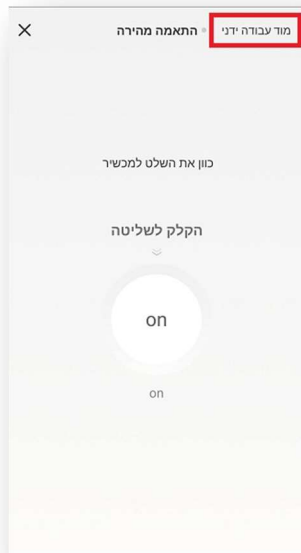 מוד עבודה ידני
התאמה מהירה
כוון את השלט למכשיר
הקלק לשליטה
on
on